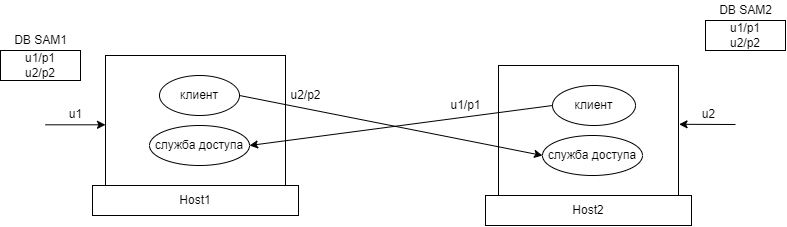 DB SAM1
u1/p1
u2/p2
DB SAM2
u1/p1
u2/p2
клиент
служба доступа
u1
Host1
u2/p2
u1/p1
клиент
служба доступа
u2
Host2